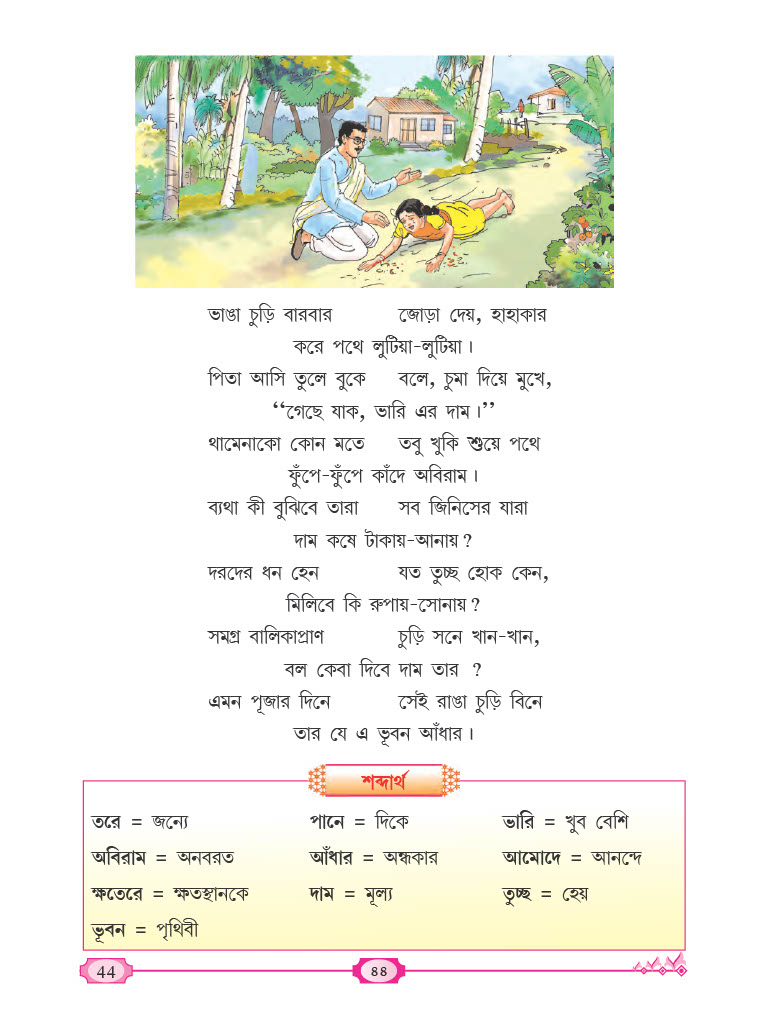 ভাঙা চুড়ি বারবার জোড়া দেয়, হাহাকার
করে পথে লুটিয়া-লুটিয়া।
পিতা আসি তুলে বুকে বলে, চুমা দিয়ে মুখে,
“গেছে যাক, ভারি এর দাম।”
থামেনাকো কোন মতে তবু খুকি শুয়ে পথে
ফুঁপে-ফুঁপে কাঁদে অবিরাম।
ব্যথা কী বুঝিবে তারা সব জিনিসের যারা
দাম কষে টাকায়-আনায়?
দরদের ধন হেন যত তুচ্ছ হোক কেন,
মিলিবে কি রুপায়-সোনায়?
সমগ্র বালিকাপ্রাণ চুড়ি সনে খান-খান,
বল কেবা দিবে দাম তার ?
এমন পূজার দিনে সেই রাঙা চুড়ি বিনে
তার যে এ ভূবন আঁধার।
শব্দার্থ
তরে = জন্যে পানে = দিকে ভারি = খুব বেশি
অবিরাম = অনবরত আঁধার = অন্ধকার আমোদে = আনন্দে
ক্ষতেরে = ক্ষতস্থানকে দাম = মূল্য তুচ্ছ = হেয়
ভূবন = পৃথিবী
44 ৪৪